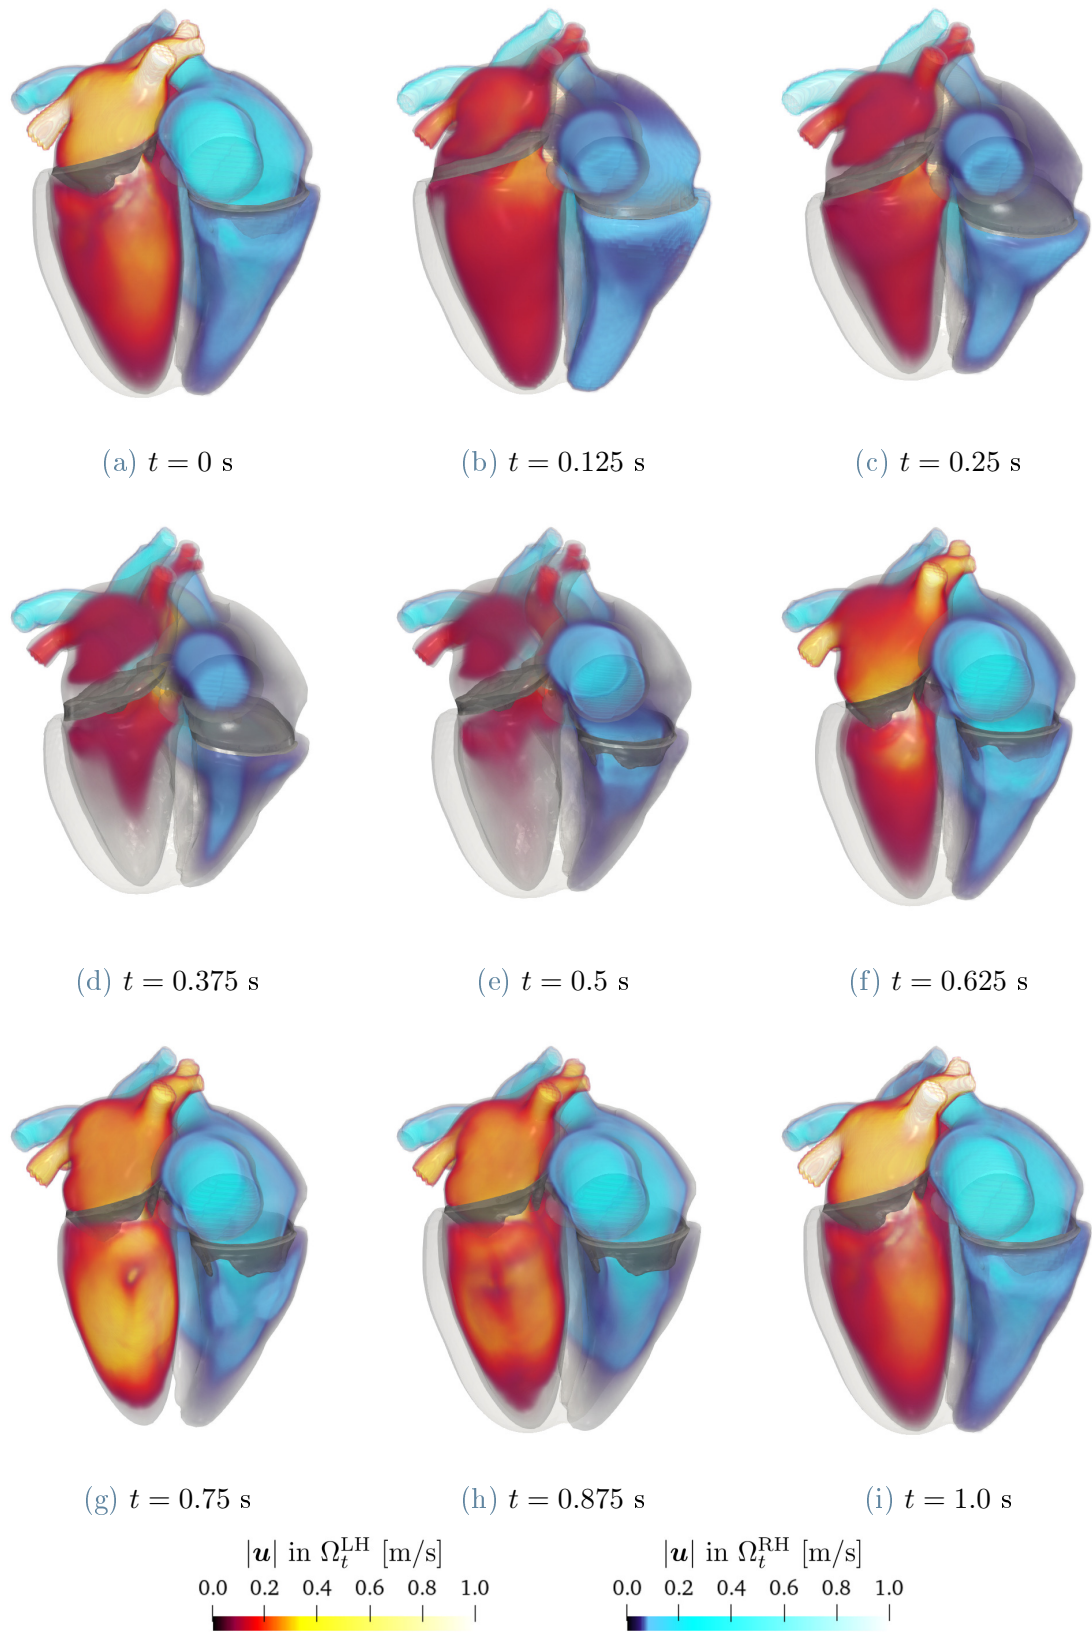 (a) t = 0 s (b) t = 0.125 s (c) t = 0.25 s
(d) t = 0.375 s (e) t = 0.5 s (f) t = 0.625 s
(g) t = 0.75 s (h) t = 0.875 s (i) t = 1.0 s
|u| in Ω_t^LH [m/s] |u| in Ω_t^RH [m/s]
0.0 0.2 0.4 0.6 0.8 1.0 0.0 0.2 0.4 0.6 0.8 1.0